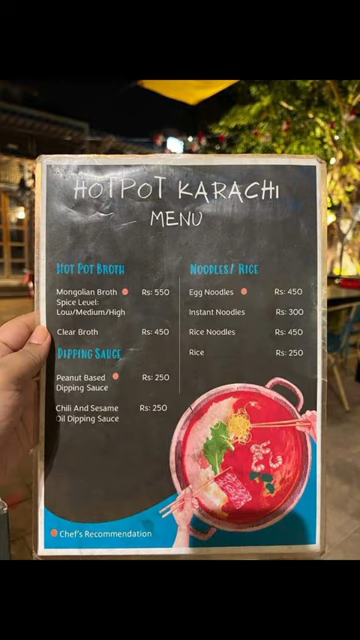 HOTPOT KARACHI
MENU
HOT POT BROTH
Mongolian Broth Rs: 550
Spice Level:
Low/Medium/High
Clear Broth Rs: 450
DIPPING SAUCE
Peanut Based Rs: 250
Dipping Sauce
Chili And Sesame Rs: 250
Oil Dipping Sauce
NOODLES/ RICE
Egg Noodles Rs: 450
Instant Noodles Rs: 300
Rice Noodles Rs: 450
Rice Rs: 250
Chef's Recommendation